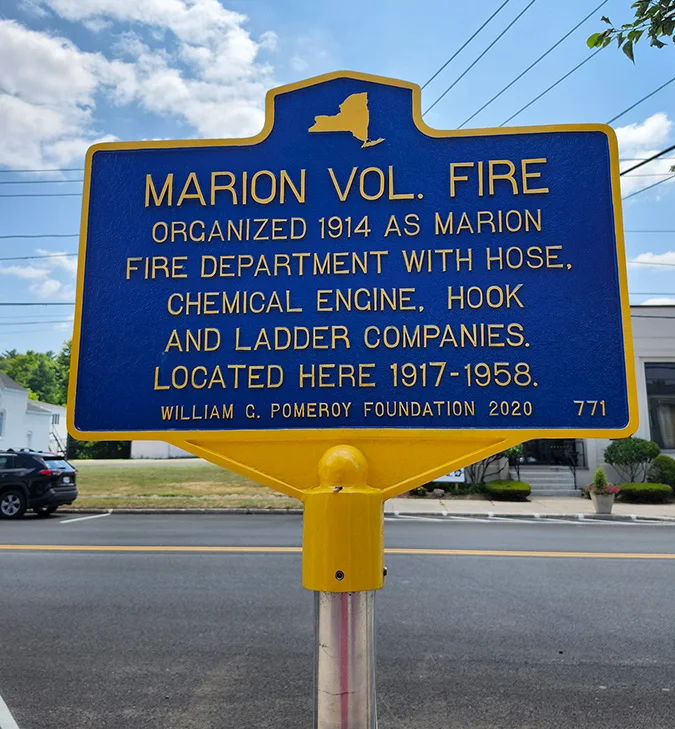 MARION VOL. FIRE
ORGANIZED 1914 AS MARION
FIRE DEPARTMENT WITH HOSE,
CHEMICAL ENGINE, HOOK
AND LADDER COMPANIES.
LOCATED HERE 1917-1958.
WILLIAM G. POMEROY FOUNDATION 2020 771